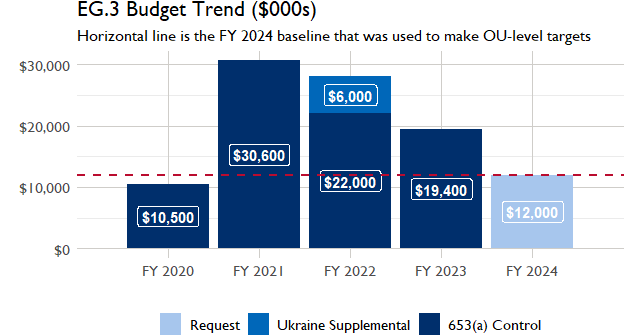 EG.3 Budget Trend ($000s)
Horizontal line is the FY 2024 baseline that was used to make OU-level targets
$30,000
$20,000
$10,000
$0
$10,500
$30,600
$6,000
$22,000
$19,400
$12,000
FY 2020 FY 2021 FY 2022 FY 2023 FY 2024
Request Ukraine Supplemental 653(a) Control